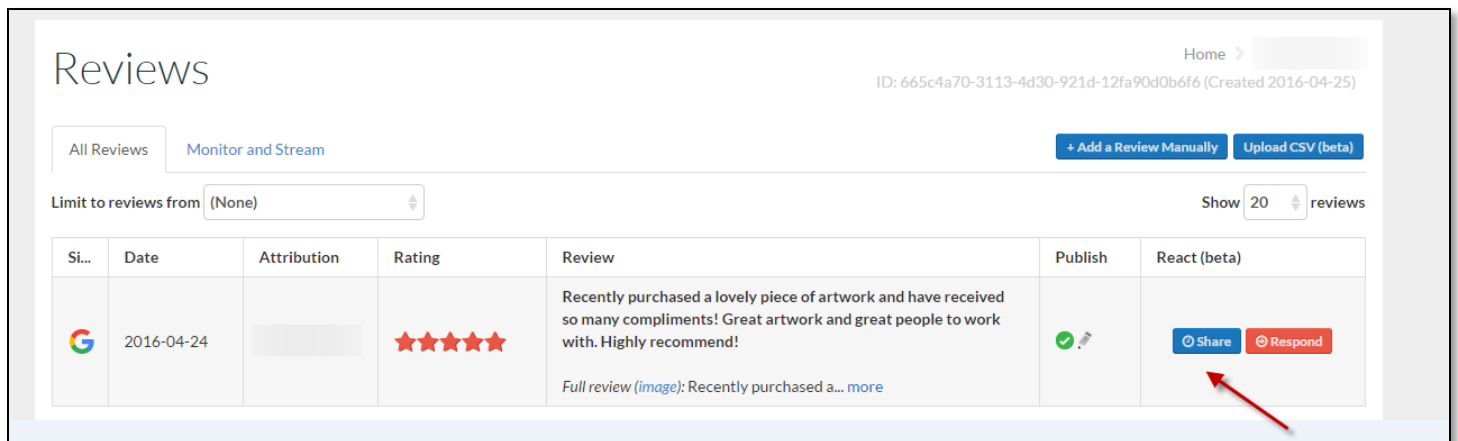 Reviews
Home >
ID: 665c4a70-3113-4d30-921d-12fa90d0b6f6 (Created 2016-04-25)
All Reviews Monitor and Stream + Add a Review Manually Upload CSV (beta)
Limit to reviews from (None) Show 20 reviews
Si... Date Attribution Rating Review Publish React (beta)
Recently purchased a lovely piece of artwork and have received
so many compliments! Great artwork and great people to work
G 2016-04-24 with. Highly recommend! Share Respond
Full review (image): Recently purchased a... more